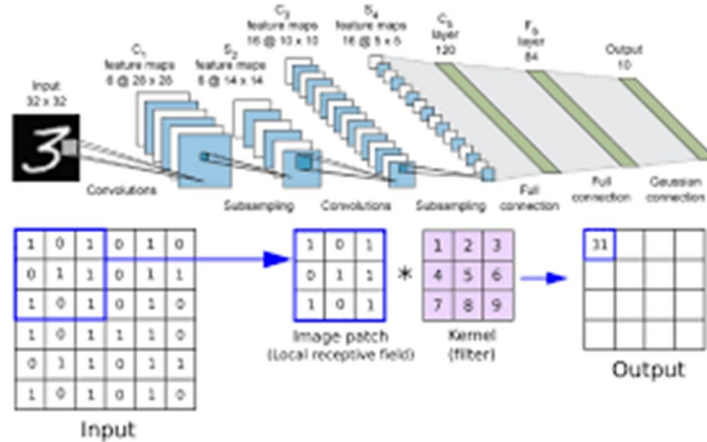 C1
feature maps
6 @ 28 x 28
S2
feature maps
6 @ 14 x 14
C3
feature maps
16 @ 10 x 10
S4
feature maps
16 @ 5 x 5
C5
layer
120
F6
layer
84
Output
10
Input
32 x 32
3
Convolutions
Subsampling
Convolutions
Subsampling
Full
connection
Full
connection
Gaussian
connection
1 0 1 0 1 0
0 1 1 0 1 1
1 0 1 0 1 0
1 0 1 1 1 0
0 1 1 0 1 1
1 0 1 0 1 0
Input
1 0 1
0 1 1
1 0 1
Image patch
(Local receptive field)
*
1 2 3
4 5 6
7 8 9
Kernel
(filter)
31
Output